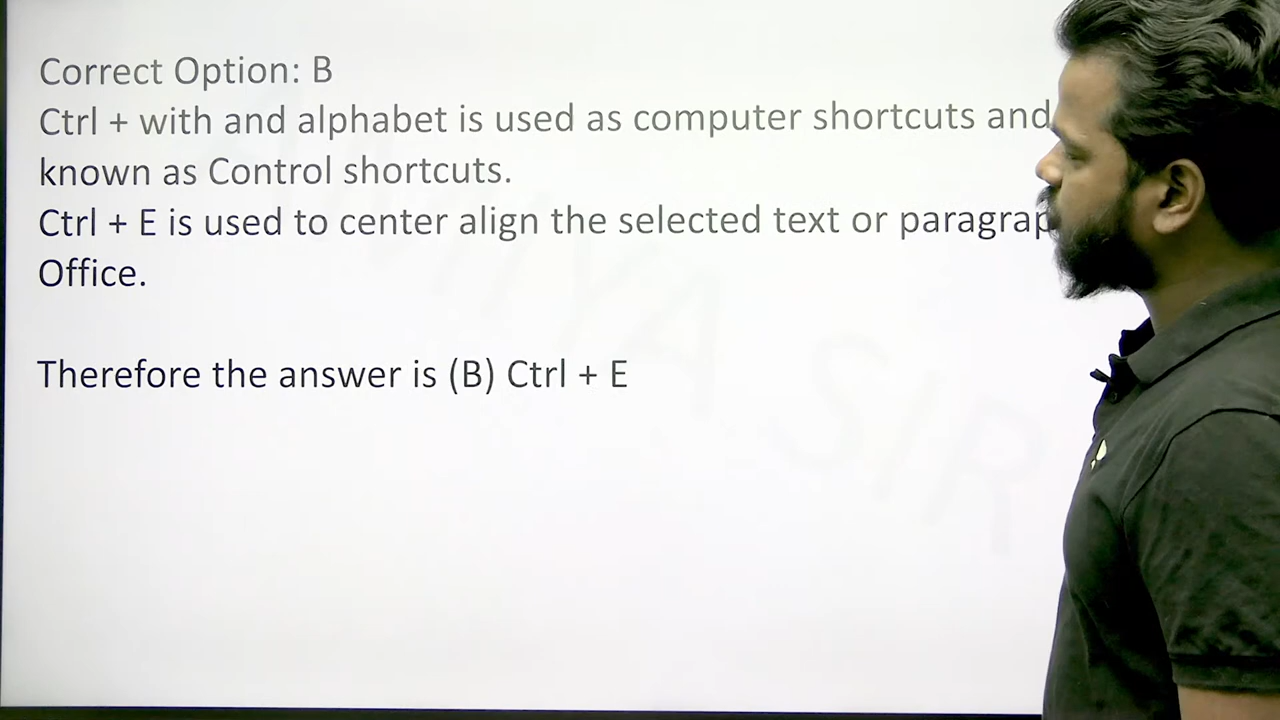 Correct Option: B
Ctrl + with and alphabet is used as computer shortcuts and
known as Control shortcuts.
Ctrl + E is used to center align the selected text or
Office.
Therefore the answer is (B) Ctrl + E
SIR